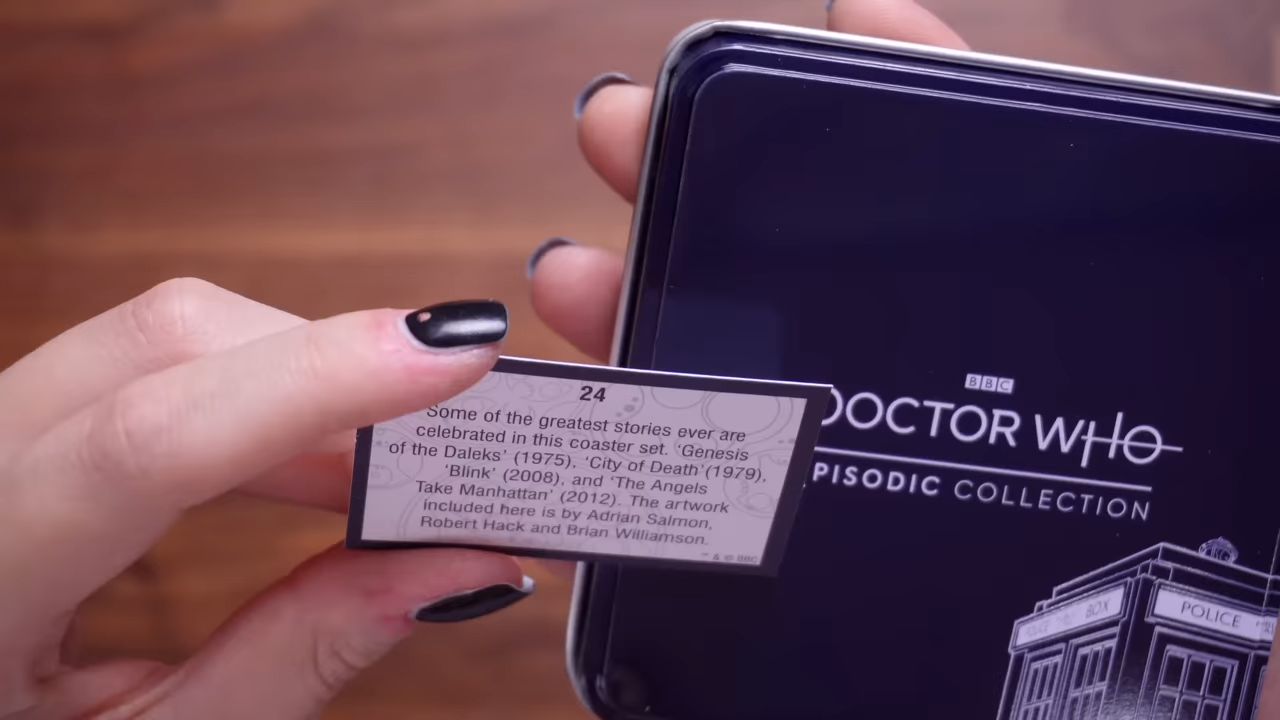 24
Some of the greatest stories ever are
celebrated in this coaster set. ‘Genesis
of the Daleks’ (1975), ‘City of Death’(1979),
‘Blink’ (2008), and ‘The Angels
Take Manhattan’ (2012). The artwork
included here is by Adrian Salmon,
Robert Hack and Brian Williamson.
™ & © BBC
BBC
DOCTOR WHO
PISODIC COLLECTION
BOX
POLICE